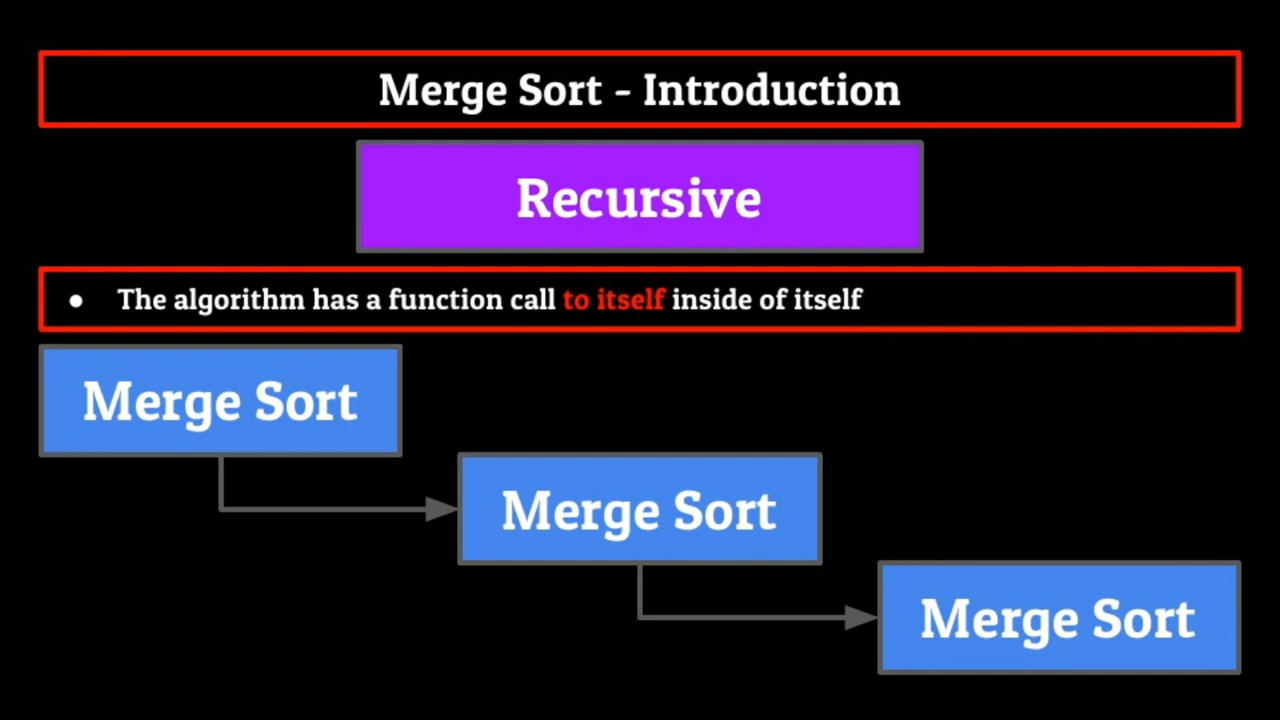 Merge Sort - Introduction
Recursive
● The algorithm has a function call to itself inside of itself
Merge Sort
Merge Sort
Merge Sort